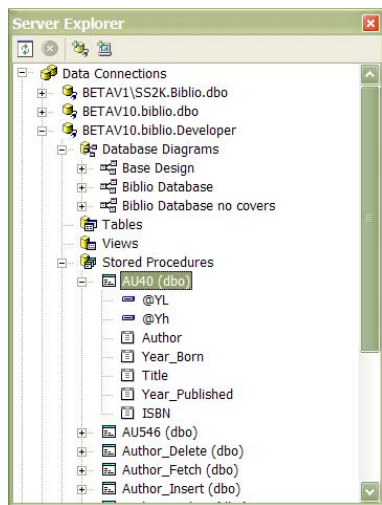 Server Explorer
Data Connections
BETAV1\SS2K.Biblio.dbo
BETAV10.biblio.dbo
BETAV10.biblio.Developer
Database Diagrams
Base Design
Biblio Database
Biblio Database no covers
Tables
Views
Stored Procedures
AU40 (dbo)
@YL
@Yh
Author
Year_Born
Title
Year_Published
ISBN
AU546 (dbo)
Author_Delete (dbo)
Author_Fetch (dbo)
Author_Insert (dbo)